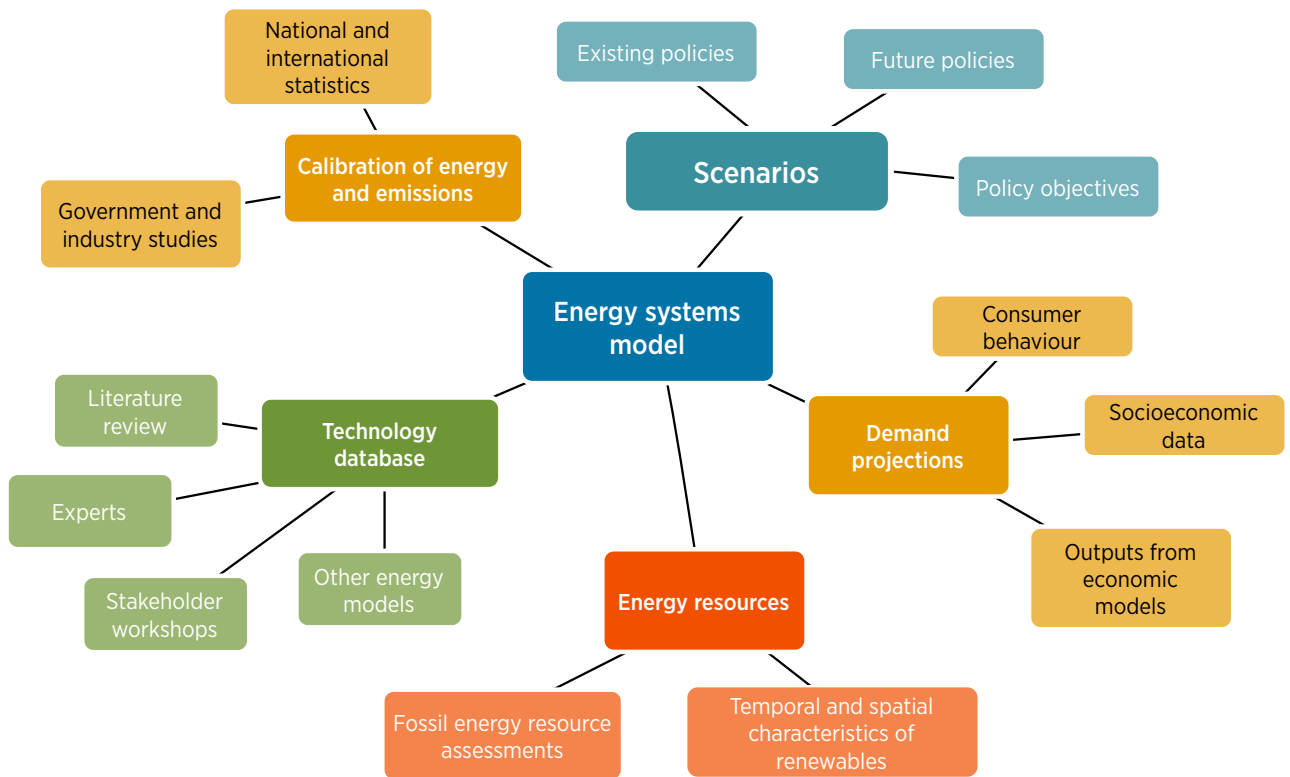 National and
international
statistics
Existing policies
Future policies
Calibration of energy
and emissions
Scenarios
Policy objectives
Government and
industry studies
Energy systems
model
Consumer
behaviour
Literature
review
Technology
database
Demand
projections
Socioeconomic
data
Experts
Stakeholder
workshops
Other energy
models
Energy resources
Outputs from
economic
models
Fossil energy resource
assessments
Temporal and spatial
characteristics of
renewables